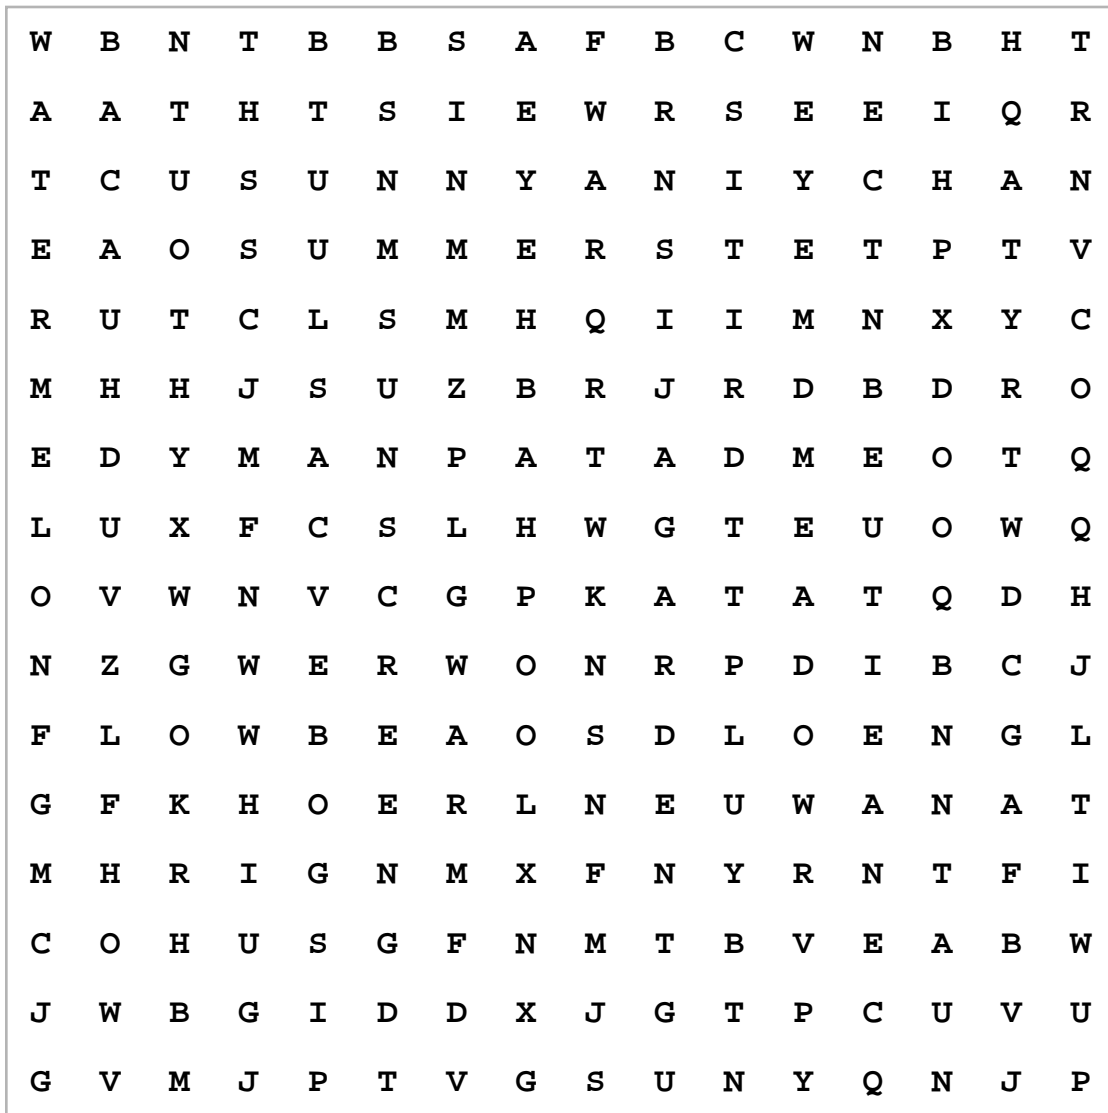 W B N T B B S A F B C W N B H T
A A T H T S I E W R S E E I Q R
T C U S U N N Y A N I Y C H A N
E A O S U M M E R S T E T P T V
R U T C L S M H Q I I M N X Y C
M H H J S U Z B R J R D B D R O
E D Y M A N P A T A D M E O T Q
L U X F C S L H W G T E U O W Q
O V W N V C G P K A T A T Q D H
N Z G W E R W O N R P D I B C J
F L O W B E A O S D L O E N G L
G F K H O E R L N E U W A N A T
M H R I G N M X F N Y R N T F I
C O H U S G F N M T B V E A B W
J W B G I D D X J G T P C U V U
G V M J P T V G S U N Y Q N J P